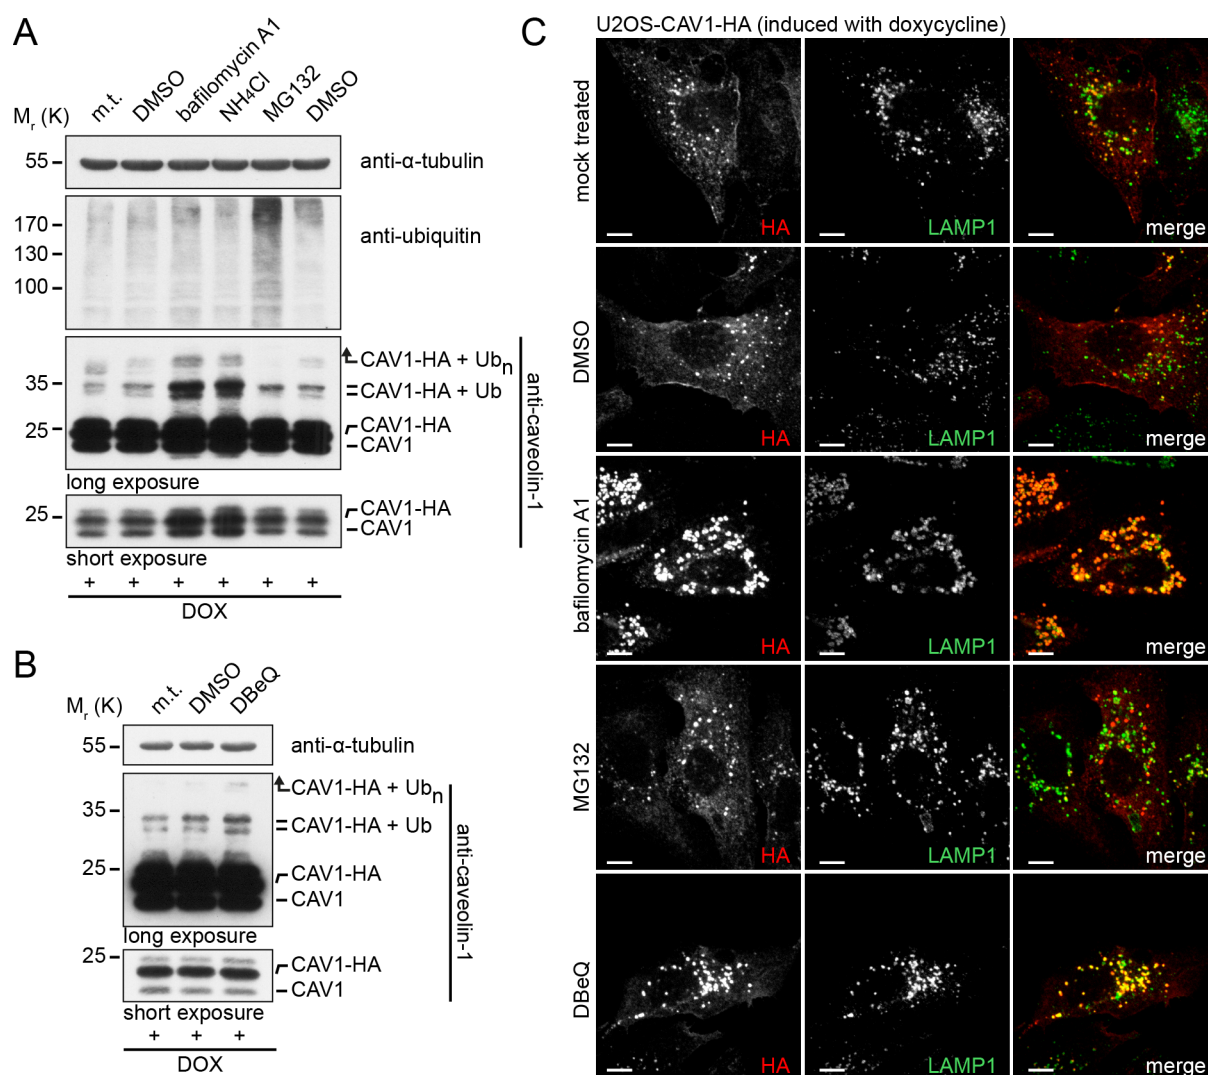 A
M r (K)
m.t.
DMSO
bafilomycin A1
NH4Cl
MG132
DMSO
55
anti-α-tubulin
170
130
100
anti-ubiquitin
35
25
CAV1-HA + Ubn
CAV1-HA + Ub
CAV1-HA
CAV1
long exposure
25
CAV1-HA
CAV1
short exposure
anti-caveolin-1
+ + + + + +
DOX
B
M r (K)
m.t.
DMSO
DBeQ
55
anti-α-tubulin
35
25
CAV1-HA + Ubn
CAV1-HA + Ub
CAV1-HA
CAV1
long exposure
25
CAV1-HA
CAV1
short exposure
anti-caveolin-1
+ + +
DOX
C
U2OS-CAV1-HA (induced with doxycycline)
mock treated
HA
LAMP1
merge
DMSO
HA
LAMP1
merge
bafilomycin A1
HA
LAMP1
merge
MG132
HA
LAMP1
merge
DBeQ
HA
LAMP1
merge